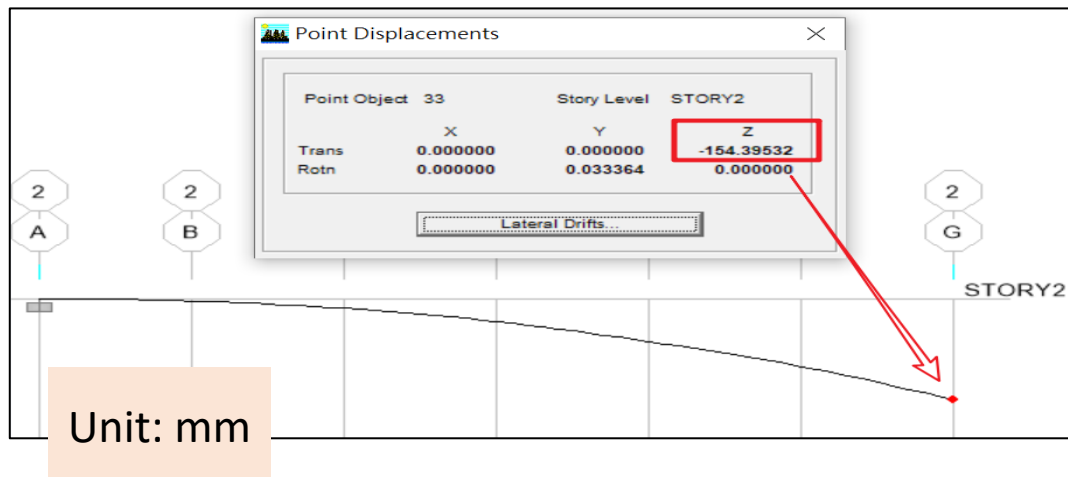 Point Displacements
Point Object 33 Story Level STORY2
X Y Z
Trans 0.000000 0.000000 -154.39532
Rotn 0.000000 0.033364 0.000000
Lateral Drifts...
2 2 2
A B G
STORY2
Unit: mm